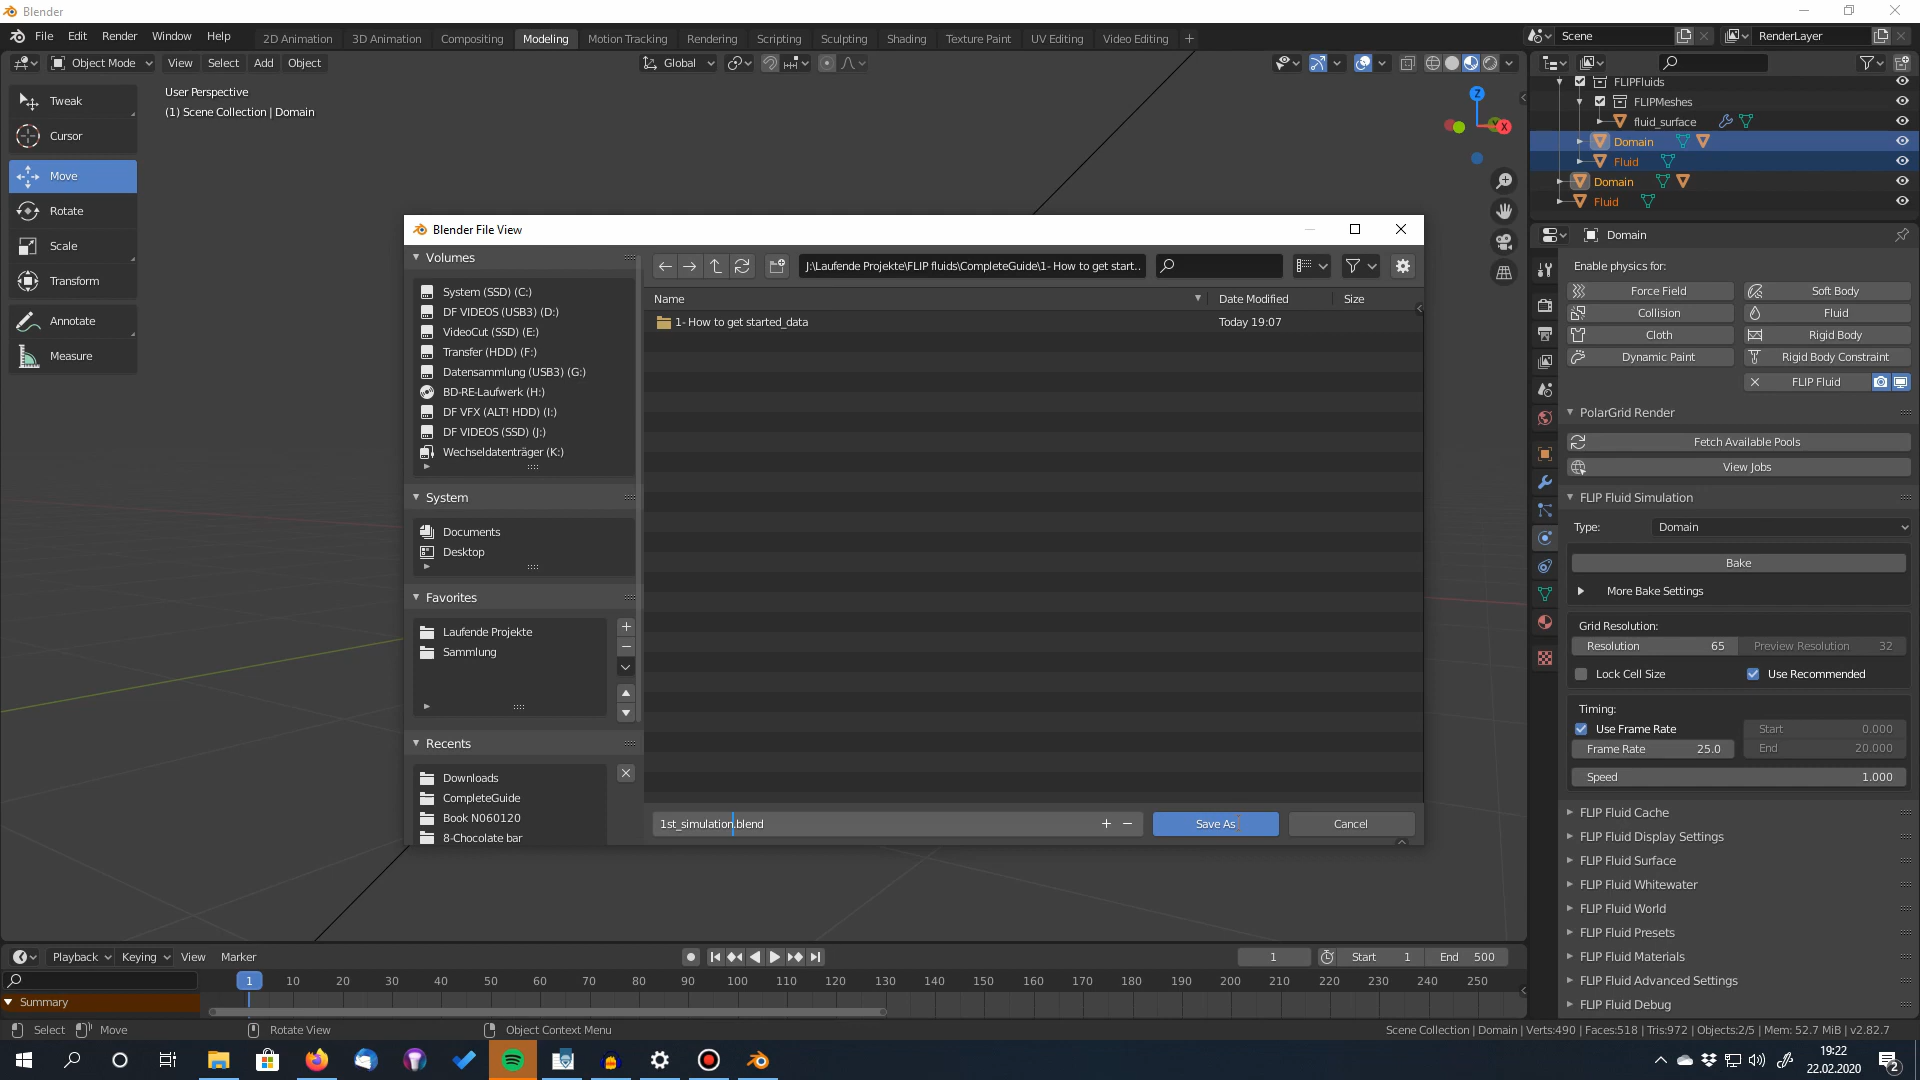 Blender
File Edit Render Window Help 2D Animation 3D Animation Compositing Modeling Motion Tracking Rendering Scripting Sculpting Shading Texture Paint UV Editing Video Editing + Scene RenderLayer
Object Mode View Select Add Object Global
User Perspective
(1) Scene Collection | Domain
Tweak
Cursor
Move
Rotate
Scale
Transform
Annotate
Measure
Z
Y
X
FLIPFluids
FLIPMeshes
fluid_surface
Domain
Fluid
Domain
Fluid
Blender File View
Volumes
System (SSD) (C:)
DF VIDEOS (USB3) (D:)
VideoCut (SSD) (E:)
Transfer (HDD) (F:)
Datensammlung (USB3) (G:)
BD-RE-Laufwerk (H:)
DF VFX (ALT! HDD) (I:)
DF VIDEOS (SSD) (J:)
Wechseldatenträger (K:)
System
Documents
Desktop
Favorites
Laufende Projekte
Sammlung
Recents
Downloads
CompleteGuide
Book N060120
8-Chocolate bar
J:\Laufende Projekte\FLIP fluids\CompleteGuide\1- How to get start..
Name Date Modified Size
1- How to get started_data Today 19:07
1st_simulation.blend + − Save As Cancel
Domain
Enable physics for:
Force Field Soft Body
Collision Fluid
Cloth Rigid Body
Dynamic Paint Rigid Body Constraint
FLIP Fluid
PolarGrid Render
Fetch Available Pools
View Jobs
FLIP Fluid Simulation
Type: Domain
Bake
More Bake Settings
Grid Resolution:
Resolution 65 Preview Resolution 32
Lock Cell Size Use Recommended
Timing:
Use Frame Rate Start 0.000
Frame Rate 25.0 End 20.000
Speed 1.000
FLIP Fluid Cache
FLIP Fluid Display Settings
FLIP Fluid Surface
FLIP Fluid Whitewater
FLIP Fluid World
FLIP Fluid Presets
FLIP Fluid Materials
FLIP Fluid Advanced Settings
FLIP Fluid Debug
Playback Keying View Marker 1 Start 1 End 500
1 10 20 30 40 50 60 70 80 90 100 110 120 130 140 150 160 170 180 190 200 210 220 230 240 250
Summary
Select Move Rotate View Object Context Menu Scene Collection | Domain | Verts:490 | Faces:518 | Tris:972 | Objects:2/5 | Mem: 52.7 MiB | v2.82.7
19:22
22.02.2020
2